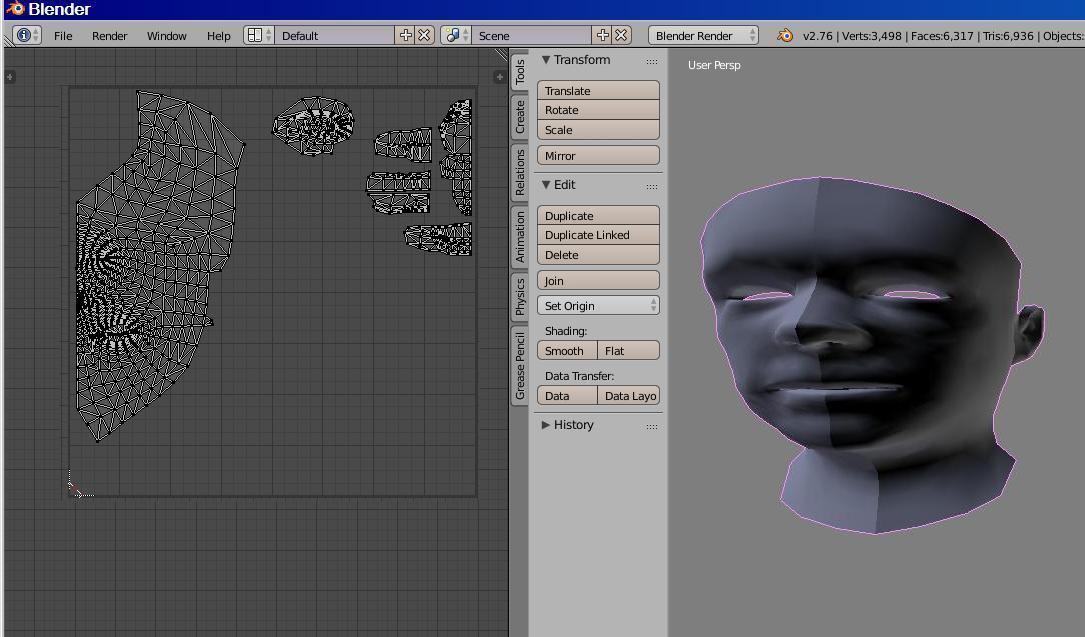 Blender
File Render Window Help Default Scene Blender Render v2.76 | Verts:3,498 | Faces:6,317 | Tris:6,936 | Objects:
Tools
Create
Relations
Animation
Physics
Grease Pencil
Transform
Translate
Rotate
Scale
Mirror
Edit
Duplicate
Duplicate Linked
Delete
Join
Set Origin
Shading:
Smooth Flat
Data Transfer:
Data Data Layo
History
User Persp